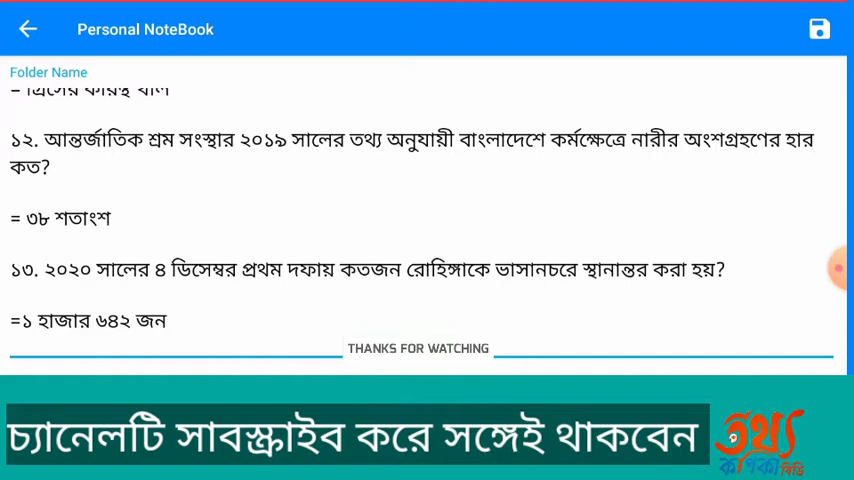 Personal NoteBook
Folder Name
১২. আন্তর্জাতিক শ্রম সংস্থার ২০১৯ সালের তথ্য অনুযায়ী বাংলাদেশে কর্মক্ষেত্রে নারীর অংশগ্রহণের হার
কত?
= ৩৮ শতাংশ
১৩. ২০২০ সালের ৪ ডিসেম্বর প্রথম দফায় কতজন রোহিঙ্গাকে ভাসানচরে স্থানান্তর করা হয়?
=১ হাজার ৬৪২ জন
THANKS FOR WATCHING
চ্যানেলটি সাবস্ক্রাইব করে সঙ্গেই থাকবেন
তথ্য
কণিকা বিডি